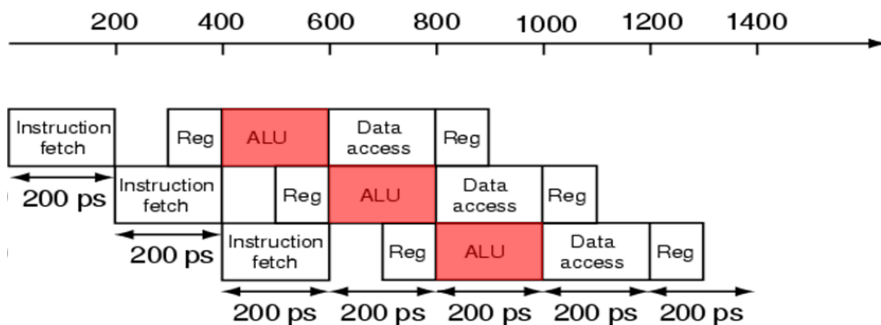 200 400 600 800 1000 1200 1400
Instruction fetch Reg ALU Data access Reg
200 ps
Instruction fetch Reg ALU Data access Reg
200 ps
Instruction fetch Reg ALU Data access Reg
200 ps 200 ps 200 ps 200 ps 200 ps